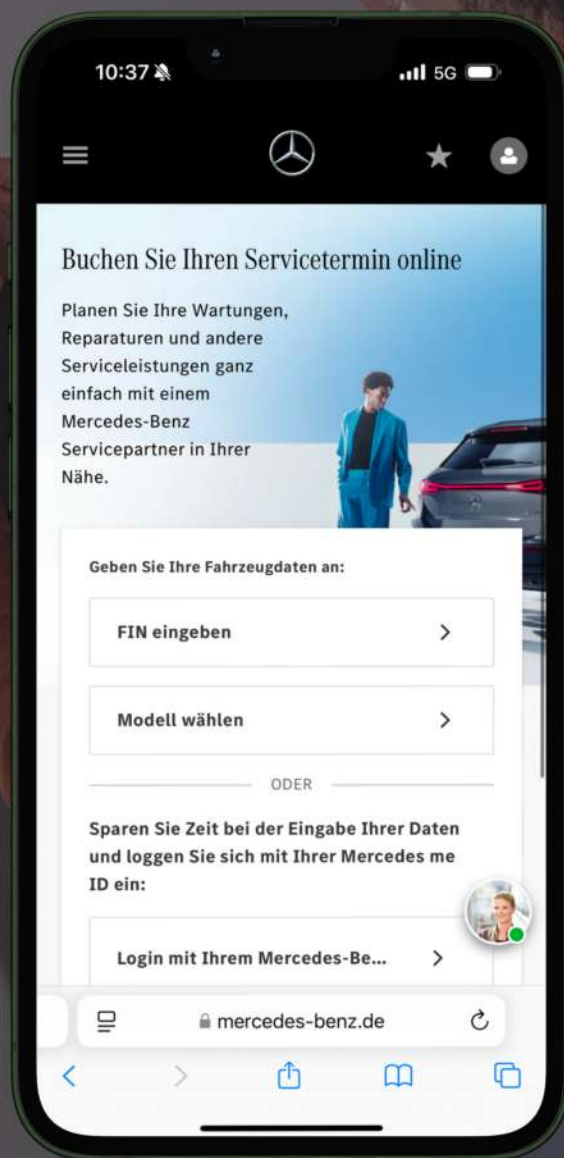 10:37
5G
Buchen Sie Ihren Servicetermin online
Planen Sie Ihre Wartungen,
Reparaturen und andere
Serviceleistungen ganz
einfach mit einem
Mercedes-Benz
Servicepartner in Ihrer
Nähe.
Geben Sie Ihre Fahrzeugdaten an:
FIN eingeben
Modell wählen
ODER
Sparen Sie Zeit bei der Eingabe Ihrer Daten
und loggen Sie sich mit Ihrer Mercedes me
ID ein:
Login mit Ihrem Mercedes-Be...
mercedes-benz.de